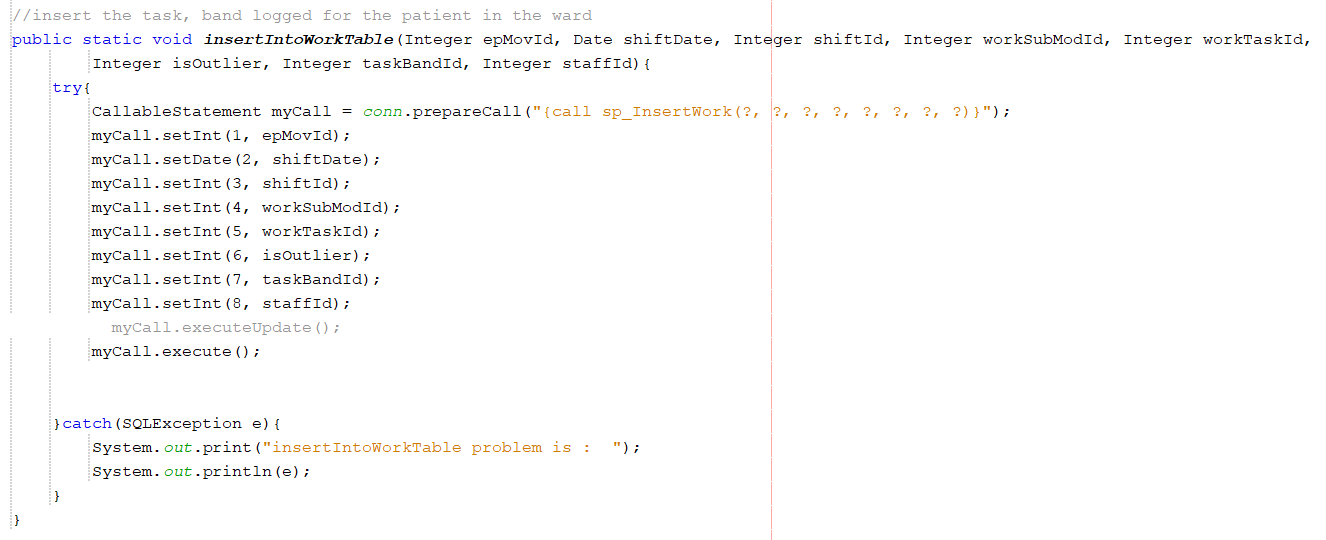 //insert the task, band logged for the patient in the ward
public static void insertIntoWorkTable(Integer epMovId, Date shiftDate, Integer shiftId, Integer workSubModId, Integer workTaskId,
Integer isOutlier, Integer taskBandId, Integer staffId){
try{
CallableStatement myCall = conn.prepareCall("{call sp_InsertWork(?, ?, ?, ?, ?, ?, ?, ?)}");
myCall.setInt(1, epMovId);
myCall.setDate(2, shiftDate);
myCall.setInt(3, shiftId);
myCall.setInt(4, workSubModId);
myCall.setInt(5, workTaskId);
myCall.setInt(6, isOutlier);
myCall.setInt(7, taskBandId);
myCall.setInt(8, staffId);
myCall.executeUpdate();
myCall.execute();
}catch(SQLException e){
System.out.print("insertIntoWorkTable problem is :  ");
System.out.println(e);
}
}